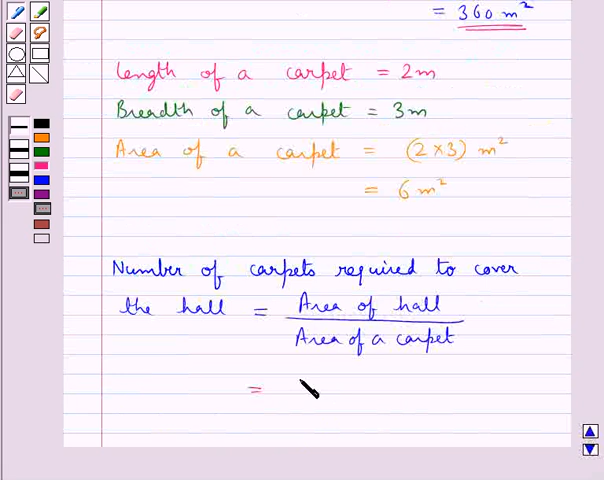 = 360 m²
Length of a carpet = 2m
Breadth of a carpet = 3m
Area of a carpet = (2×3) m²
= 6 m²
Number of carpets required to cover
the hall = Area of hall
Area of a carpet
=